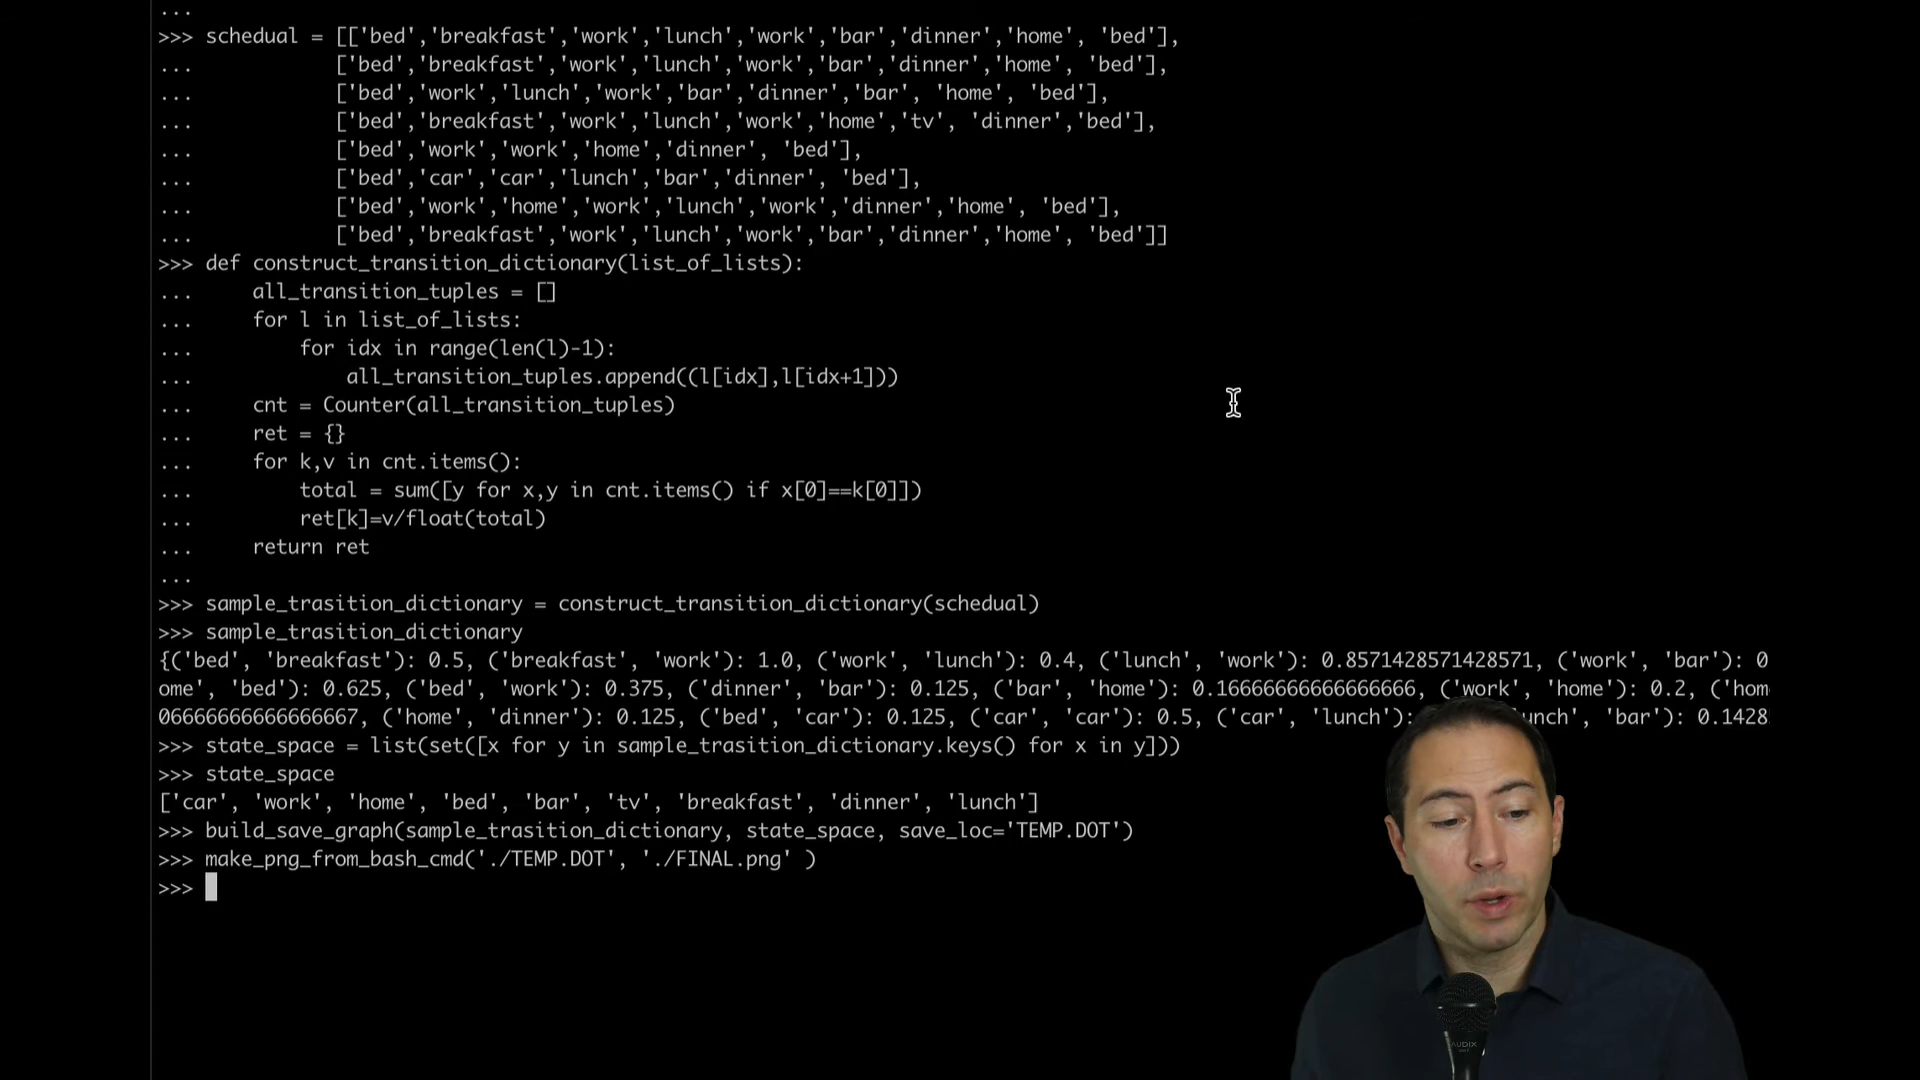 ...
>>> schedual = [['bed','breakfast','work','lunch','work','bar','dinner','home', 'bed'],
... ['bed','breakfast','work','lunch','work','bar','dinner','home', 'bed'],
... ['bed','work','lunch','work','bar','dinner','bar', 'home', 'bed'],
... ['bed','breakfast','work','lunch','work','home','tv', 'dinner','bed'],
... ['bed','work','work','home','dinner', 'bed'],
... ['bed','car','car','lunch','bar','dinner', 'bed'],
... ['bed','work','home','work','lunch','work','dinner','home', 'bed'],
... ['bed','breakfast','work','lunch','work','bar','dinner','home', 'bed']]
>>> def construct_transition_dictionary(list_of_lists):
... all_transition_tuples = []
... for l in list_of_lists:
... for idx in range(len(l)-1):
... all_transition_tuples.append((l[idx],l[idx+1]))
... cnt = Counter(all_transition_tuples)
... ret = {}
... for k,v in cnt.items():
... total = sum([y for x,y in cnt.items() if x[0]==k[0]])
... ret[k]=v/float(total)
... return ret
...
>>> sample_trasition_dictionary = construct_transition_dictionary(schedual)
>>> sample_trasition_dictionary
{('bed', 'breakfast'): 0.5, ('breakfast', 'work'): 1.0, ('work', 'lunch'): 0.4, ('lunch', 'work'): 0.8571428571428571, ('work', 'bar'): 0
ome', 'bed'): 0.625, ('bed', 'work'): 0.375, ('dinner', 'bar'): 0.125, ('bar', 'home'): 0.16666666666666666, ('work', 'home'): 0.2, ('hom
06666666666666667, ('home', 'dinner'): 0.125, ('bed', 'car'): 0.125, ('car', 'car'): 0.5, ('car', 'lunch'): unch', 'bar'): 0.1428
>>> state_space = list(set([x for y in sample_trasition_dictionary.keys() for x in y]))
>>> state_space
['car', 'work', 'home', 'bed', 'bar', 'tv', 'breakfast', 'dinner', 'lunch']
>>> build_save_graph(sample_trasition_dictionary, state_space, save_loc='TEMP.DOT')
>>> make_png_from_bash_cmd('./TEMP.DOT', './FINAL.png' )
>>>
AUDIX